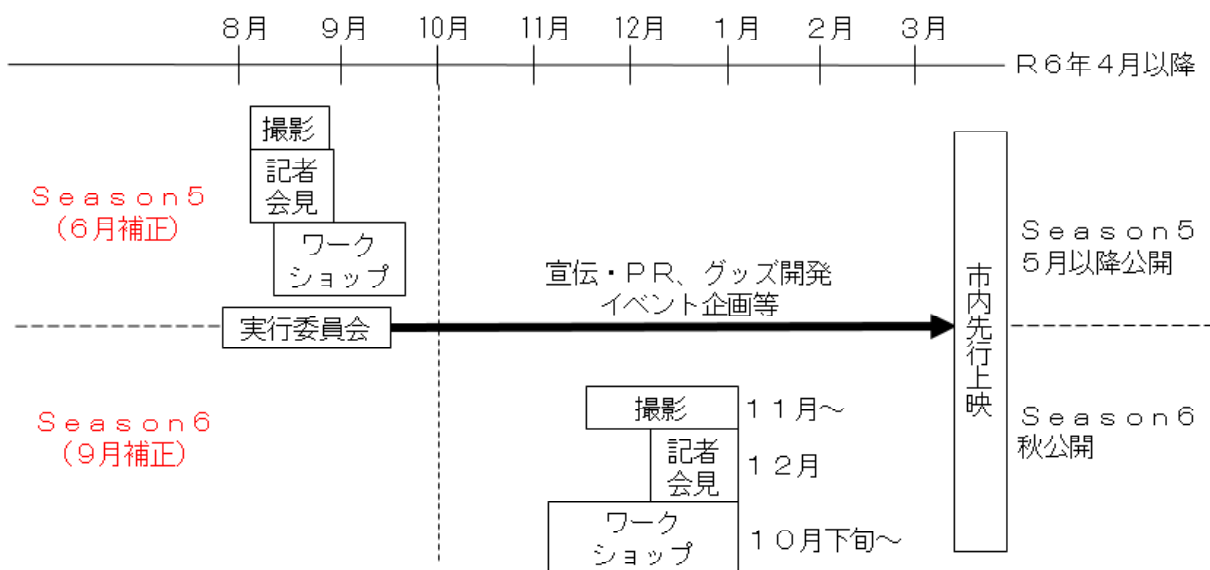 ８月
９月
10月
11月
12月
１月
２月
３月
Ｒ６年４月以降
撮影
記者
会見
Ｓｅａｓｏｎ５
（６月補正）
ワーク
ショップ
宣伝・ＰＲ、グッズ開発
イベント企画等
実行委員会
市内先行上映
Ｓｅａｓｏｎ５
５月以降公開
Ｓｅａｓｏｎ６
（９月補正）
撮影
１１月～
記者
会見
１２月
ワーク
ショップ
１０月下旬～
Ｓｅａｓｏｎ６
秋公開